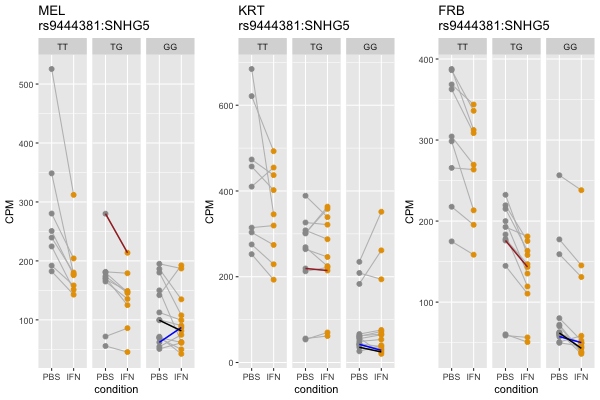 MEL
rs9444381:SNHG5
TT TG GG
500
400
300
200
100
CPM
PBS IFN PBS IFN PBS IFN
condition
KRT
rs9444381:SNHG5
TT TG GG
600
400
200
0
CPM
PBS IFN PBS IFN PBS IFN
condition
FRB
rs9444381:SNHG5
TT TG GG
400
300
200
100
CPM
PBS IFN PBS IFN PBS IFN
condition